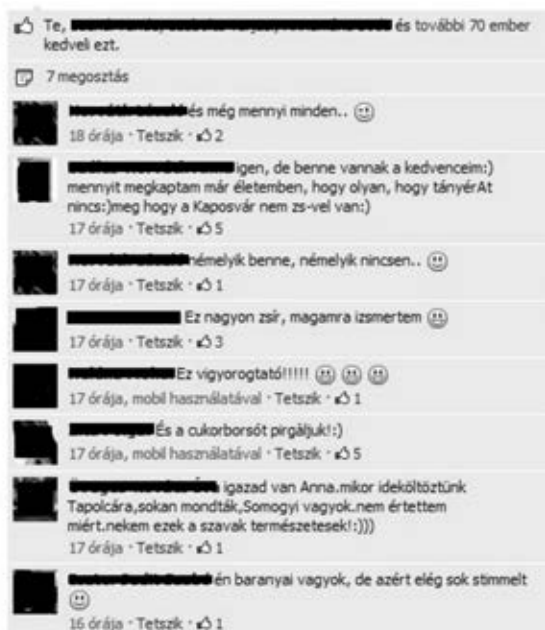 Te, és további 70 ember
kedveli ezt.
7 megosztás
és még mennyi minden..
18 órája · Tetszik · 2
igen, de benne vannak a kedvenceim:)
mennyit megkaptam már életemben, hogy olyan, hogy tányérAt
nincs:)meg hogy a Kaposvár nem zs-vel van:)
17 órája · Tetszik · 5
némelyik benne, némelyik nincsen..
17 órája · Tetszik · 1
Ez nagyon zsír, magamra izsmertem
17 órája · Tetszik · 3
Ez vigyorogtató!!!!!
17 órája, mobil használatával · Tetszik · 1
És a cukorborsót pirgáljuk!:)
17 órája, mobil használatával · Tetszik · 5
igazad van Anna.mikor ideköltöztünk
Tapolcára,sokan mondták,Somogyi vagyok.nem értettem
miért.nekem ezek a szavak természetesek!:)))
17 órája · Tetszik · 1
én baranyai vagyok, de azért elég sok stimmelt
16 órája · Tetszik · 1